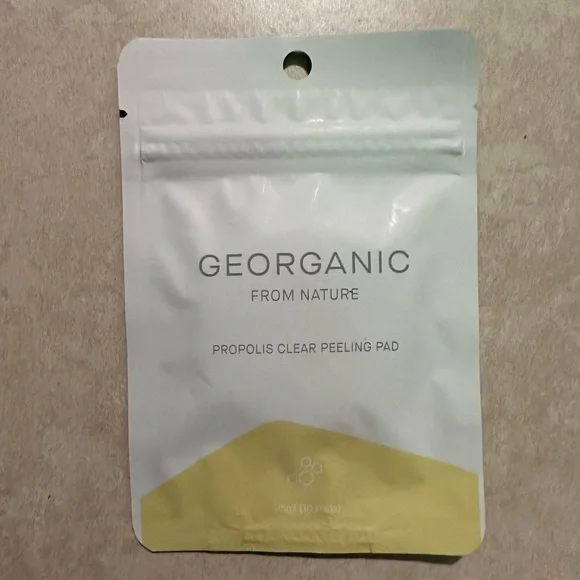 GEORGANIC
FROM NATURE
PROPOLIS CLEAR PEELING PAD